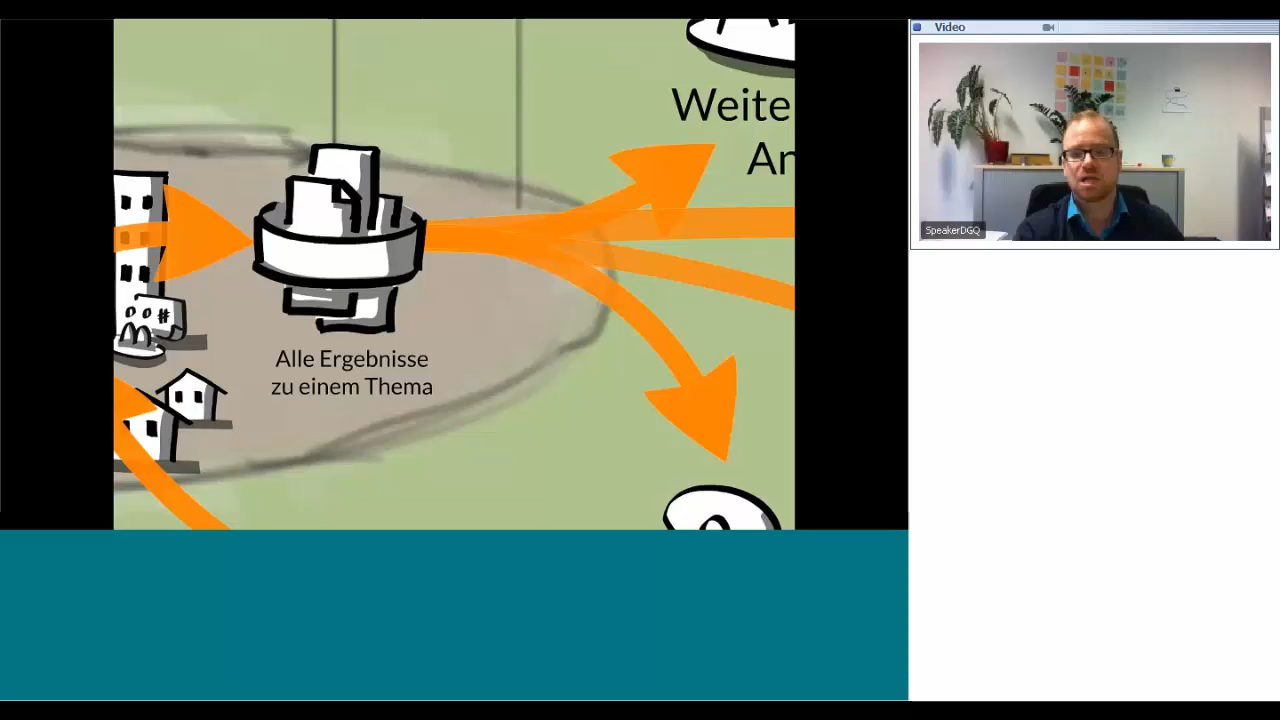 Video
Weite
An
SpeakerDGQ
#
Alle Ergebnisse
zu einem Thema